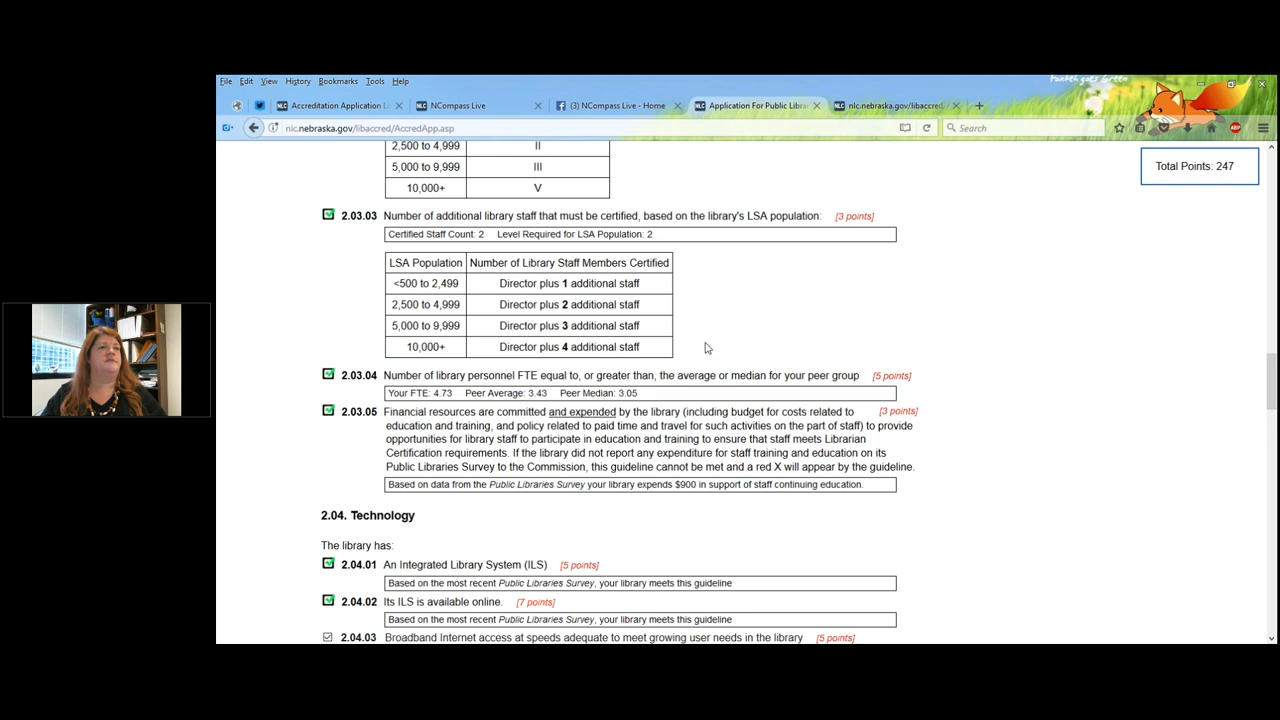 Foxkeh goes Green
File Edit View History Bookmarks Tools Help
Accreditation Application L
NCompass Live
(3) NCompass Live - Home
Application For Public Libra
nlc.nebraska.gov/libaccred/
nlc.nebraska.gov/libaccred/AccredApp.asp
Search
ABP
Total Points: 247
2,500 to 4,999 II
5,000 to 9,999 III
10,000+ V
2.03.03 Number of additional library staff that must be certified, based on the library's LSA population: [3 points]
Certified Staff Count: 2 Level Required for LSA Population: 2
LSA Population Number of Library Staff Members Certified
<500 to 2,499 Director plus 1 additional staff
2,500 to 4,999 Director plus 2 additional staff
5,000 to 9,999 Director plus 3 additional staff
10,000+ Director plus 4 additional staff
2.03.04 Number of library personnel FTE equal to, or greater than, the average or median for your peer group [5 points]
Your FTE: 4.73 Peer Average: 3.43 Peer Median: 3.05
2.03.05 Financial resources are committed and expended by the library (including budget for costs related to [3 points]
education and training, and policy related to paid time and travel for such activities on the part of staff) to provide
opportunities for library staff to participate in education and training to ensure that staff meets Librarian
Certification requirements. If the library did not report any expenditure for staff training and education on its
Public Libraries Survey to the Commission, this guideline cannot be met and a red X will appear by the guideline.
Based on data from the Public Libraries Survey your library expends $900 in support of staff continuing education.
2.04. Technology
The library has:
2.04.01 An Integrated Library System (ILS) [5 points]
Based on the most recent Public Libraries Survey, your library meets this guideline
2.04.02 Its ILS is available online. [7 points]
Based on the most recent Public Libraries Survey, your library meets this guideline
2.04.03 Broadband Internet access at speeds adequate to meet growing user needs in the library [5 points]